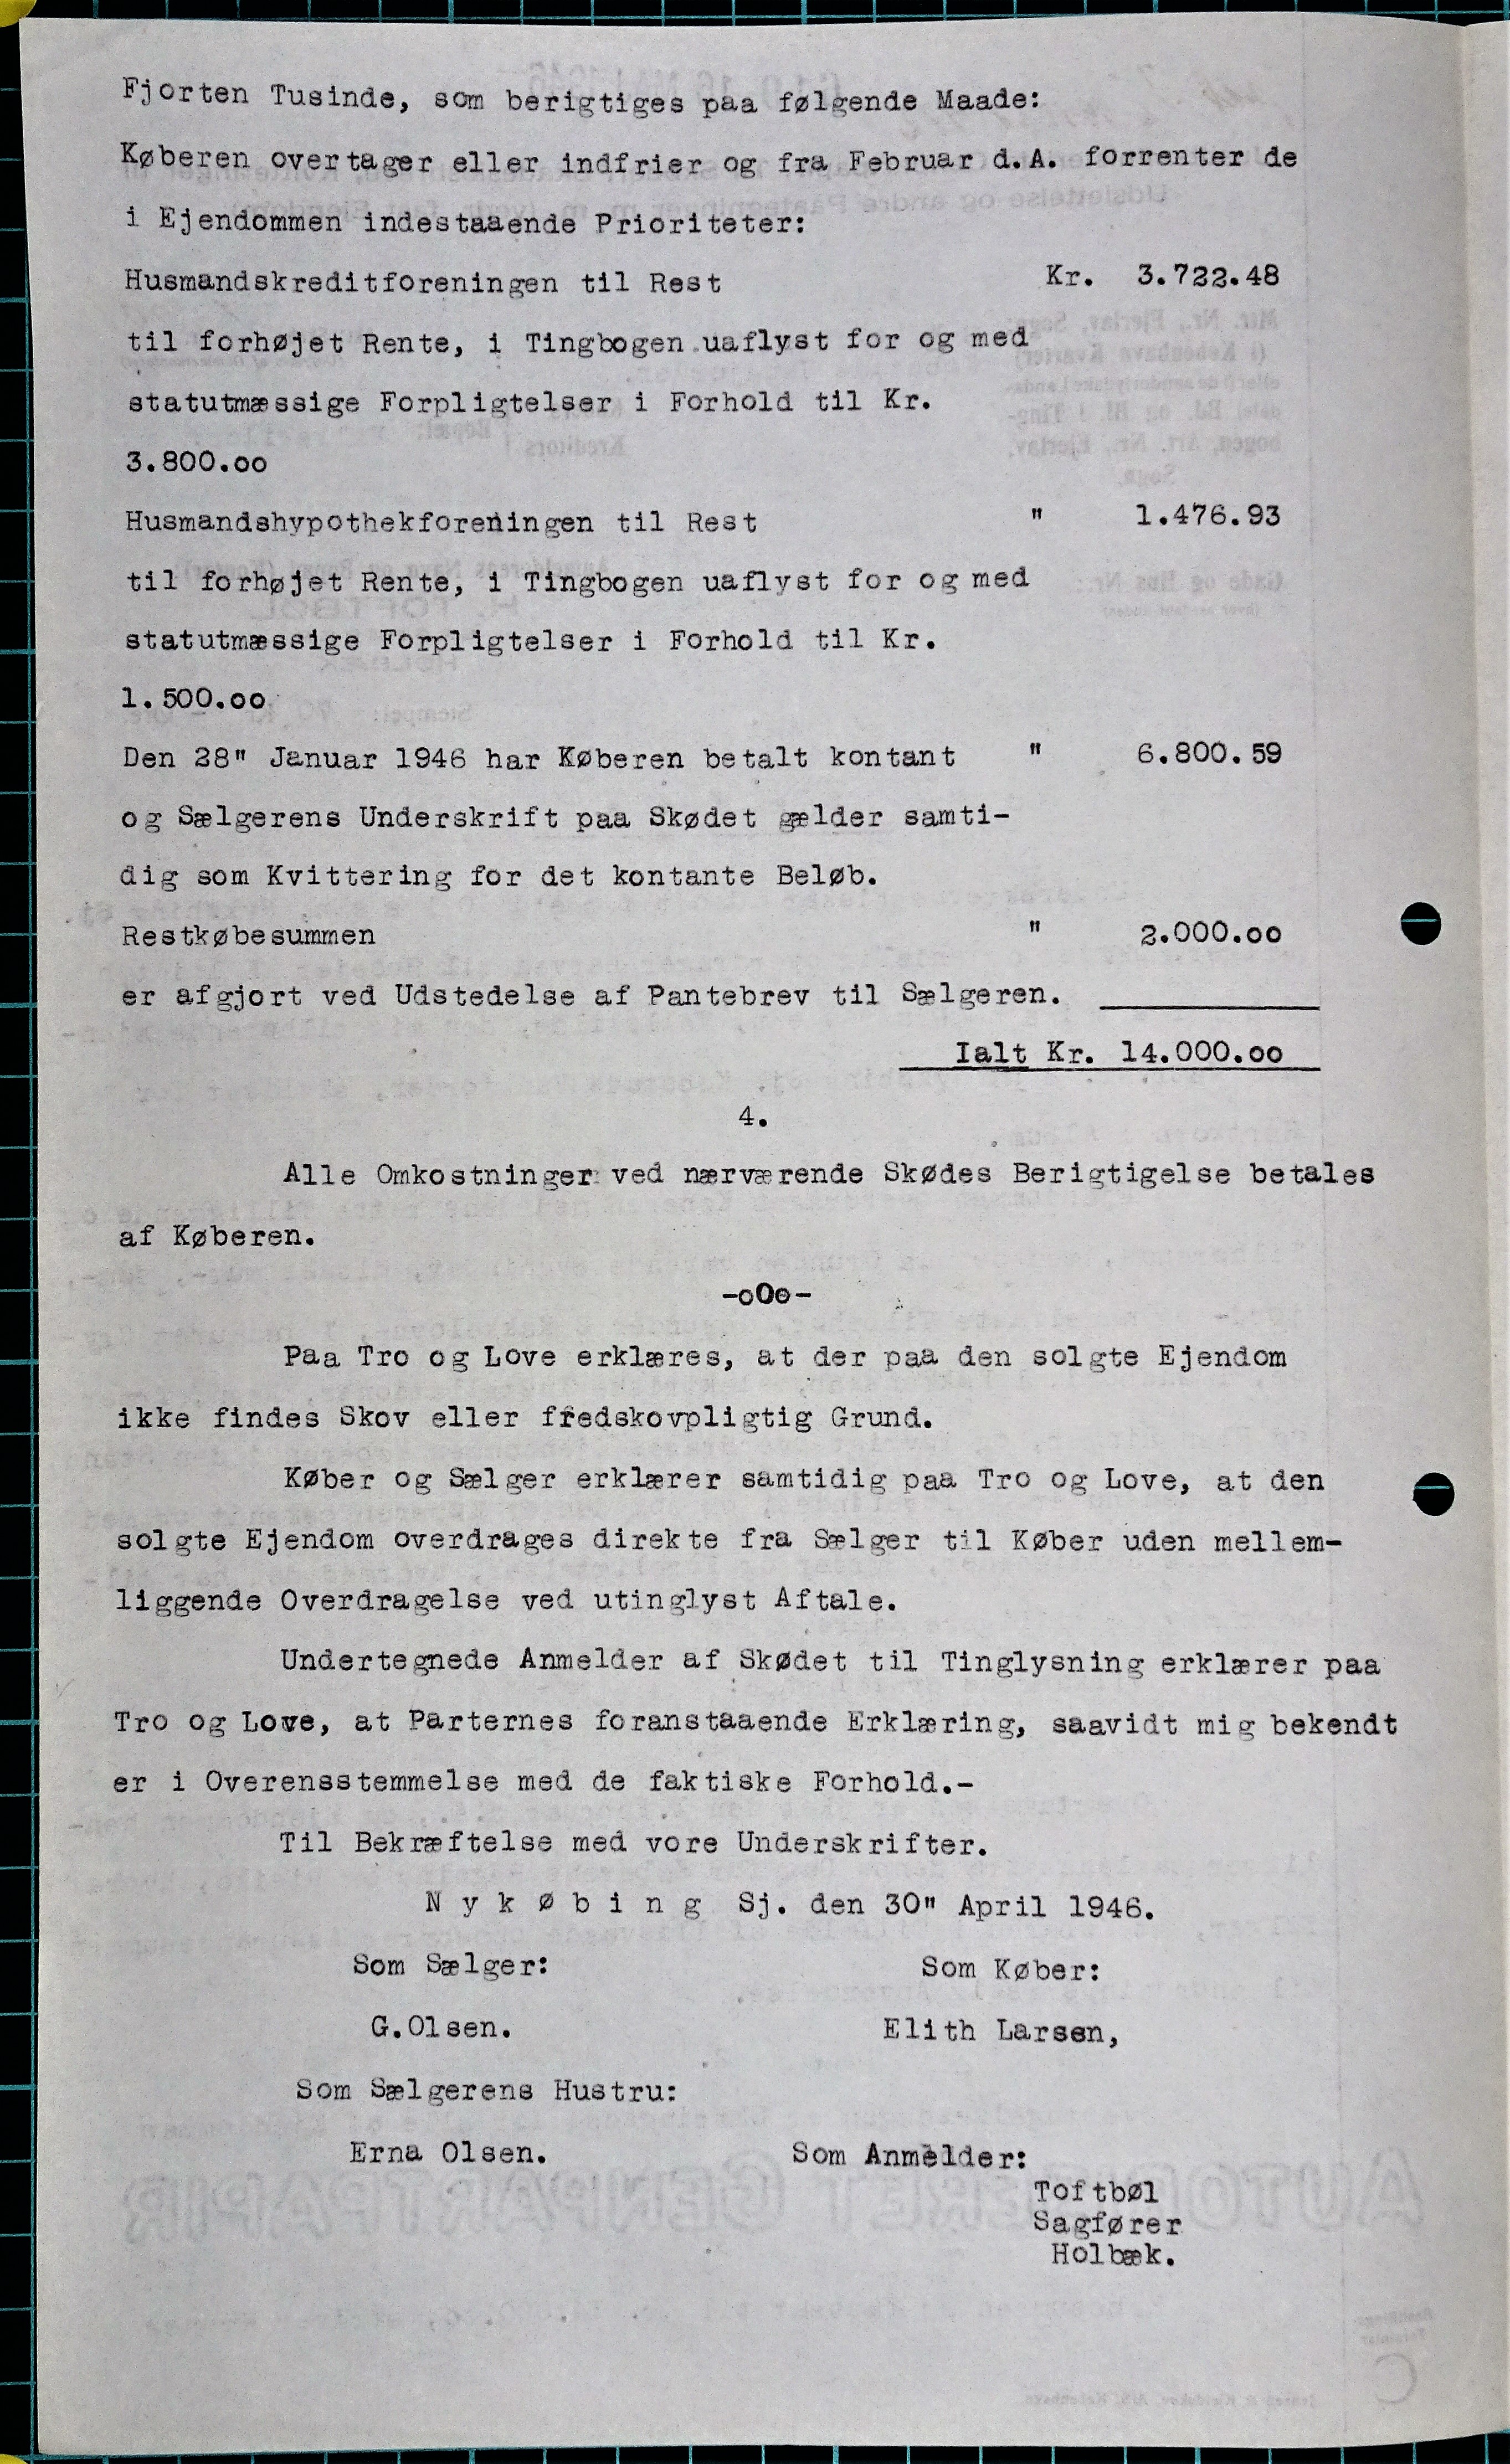 Fjorten Tusinde, som berigtiges paa følgende Maade:
Køberen overtager eller indfrier og fra Februar d.A. forrenter de
i Ejendommen indestaaende Prioriteter:
Husmandskreditforeningen til Rest Kr. 3.722.48
til forhøjet Rente, i Tingbogen uaflyst for og med
statutmæssige Forpligtelser i Forhold til Kr.
3.800.oo
Husmandshypothekforeningen til Rest " 1.476.93
til forhøjet Rente, i Tingbogen uaflyst for og med
statutmæssige Forpligtelser i Forhold til Kr.
1.500.oo
Den 28" Januar 1946 har Køberen betalt kontant " 6.800.59
og Sælgerens Underskrift paa Skødet gælder samti-
dig som Kvittering for det kontante Beløb.
Restkøbesummen " 2.000.oo
er afgjort ved Udstedelse af Pantebrev til Sælgeren.
Ialt Kr. 14.000.oo
4.
Alle Omkostninger ved nærværende Skødes Berigtigelse betales
af Køberen.
-oOo-
Paa Tro og Love erklæres, at der paa den solgte Ejendom
ikke findes Skov eller fredskovpligtig Grund.
Køber og Sælger erklærer samtidig paa Tro og Love, at den
solgte Ejendom overdrages direkte fra Sælger til Køber uden mellem-
liggende Overdragelse ved utinglyst Aftale.
Undertegnede Anmelder af Skødet til Tinglysning erklærer paa
Tro og Love, at Parternes foranstaaende Erklæring, saavidt mig bekendt
er i Overensstemmelse med de faktiske Forhold.-
Til Bekræftelse med vore Underskrifter.
N y k ø b i n g Sj. den 30" April 1946.
Som Sælger: Som Køber:
G.Olsen. Elith Larsen,
Som Sælgerens Hustru:
Erna Olsen. Som Anmelder:
Toftbøl
Sagfører
Holbæk.